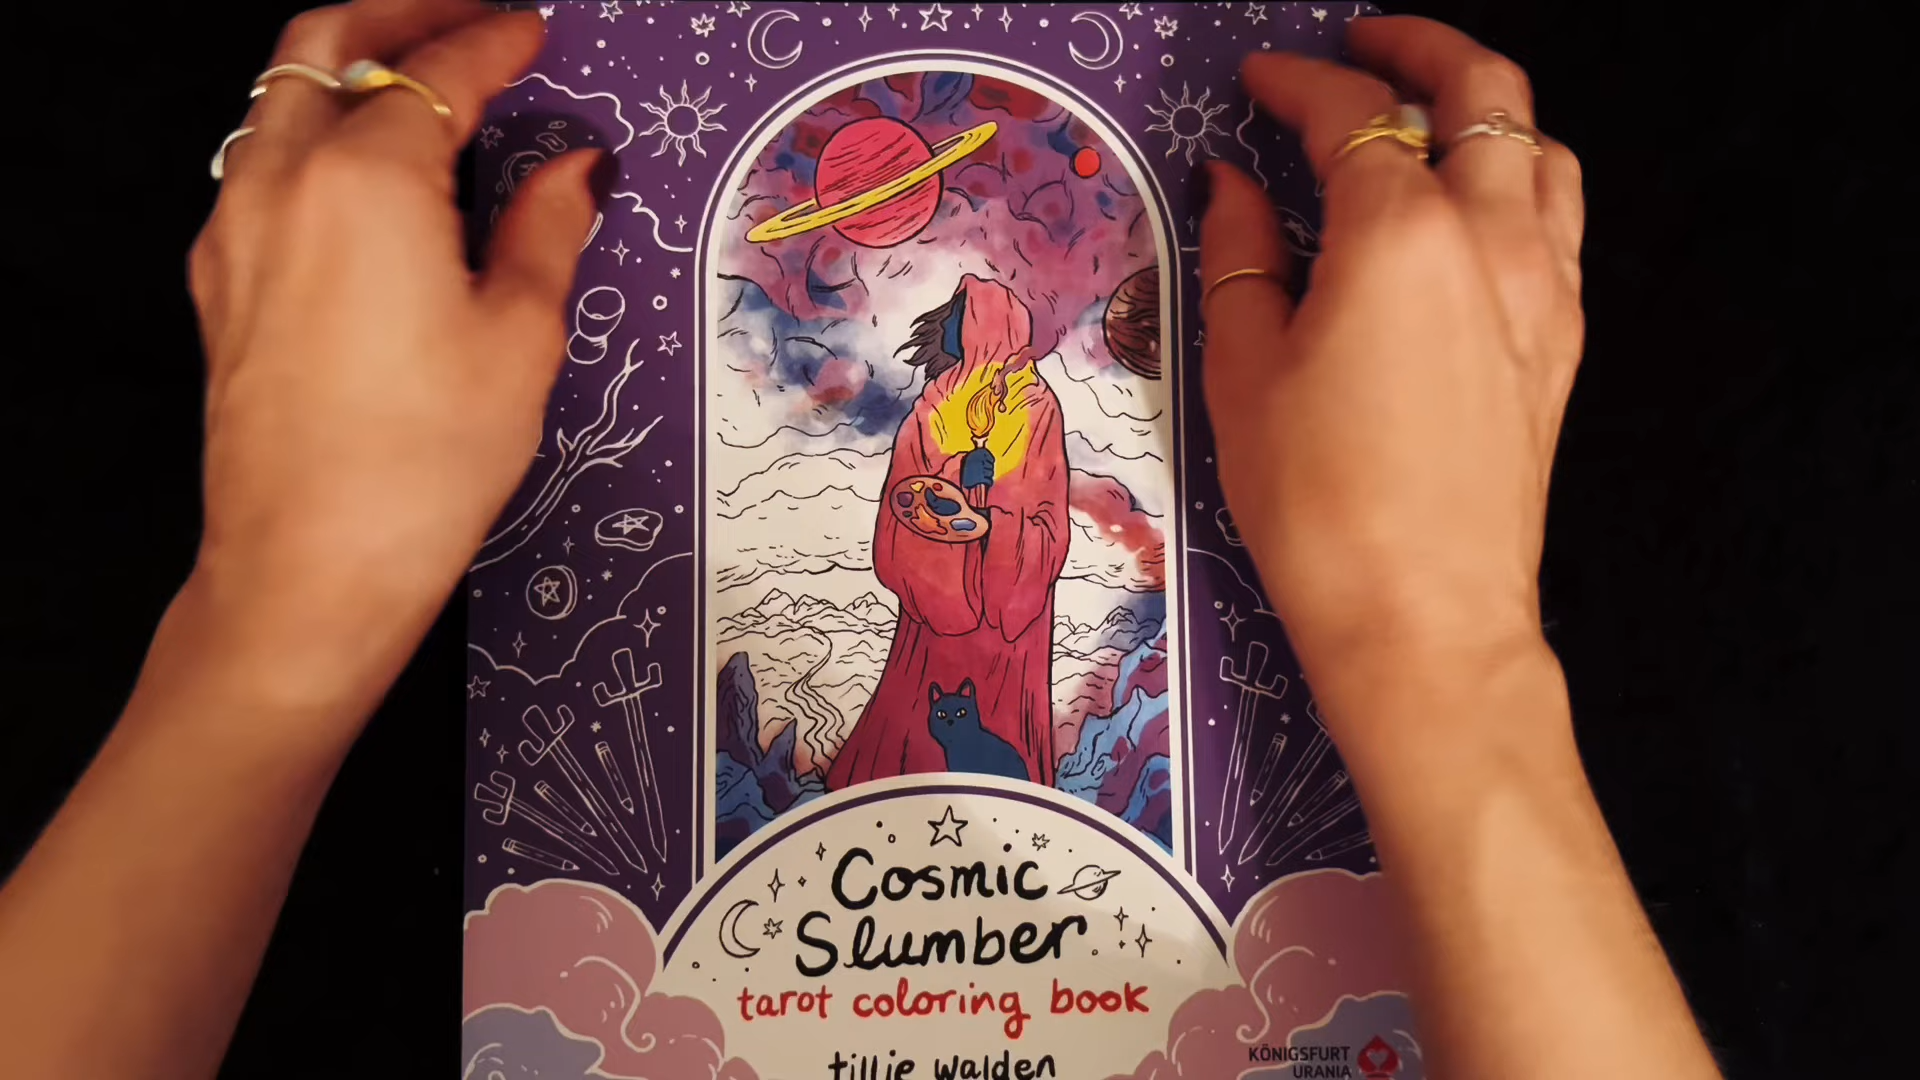 Cosmic
Slumber
tarot coloring book
tillie walden
KÖNIGSFURT
URANIA